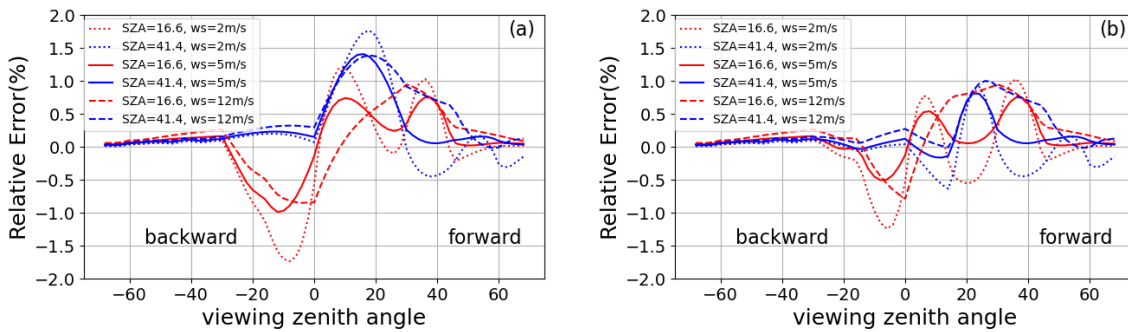 2.0
1.5
1.0
0.5
0.0
−0.5
−1.0
−1.5
−2.0
Relative Error(%)
SZA=16.6, ws=2m/s
SZA=41.4, ws=2m/s
SZA=16.6, ws=5m/s
SZA=41.4, ws=5m/s
SZA=16.6, ws=12m/s
SZA=41.4, ws=12m/s
(a)
backward
forward
−60 −40 −20 0 20 40 60
viewing zenith angle
2.0
1.5
1.0
0.5
0.0
−0.5
−1.0
−1.5
−2.0
Relative Error(%)
SZA=16.6, ws=2m/s
SZA=41.4, ws=2m/s
SZA=16.6, ws=5m/s
SZA=41.4, ws=5m/s
SZA=16.6, ws=12m/s
SZA=41.4, ws=12m/s
(b)
backward
forward
−60 −40 −20 0 20 40 60
viewing zenith angle